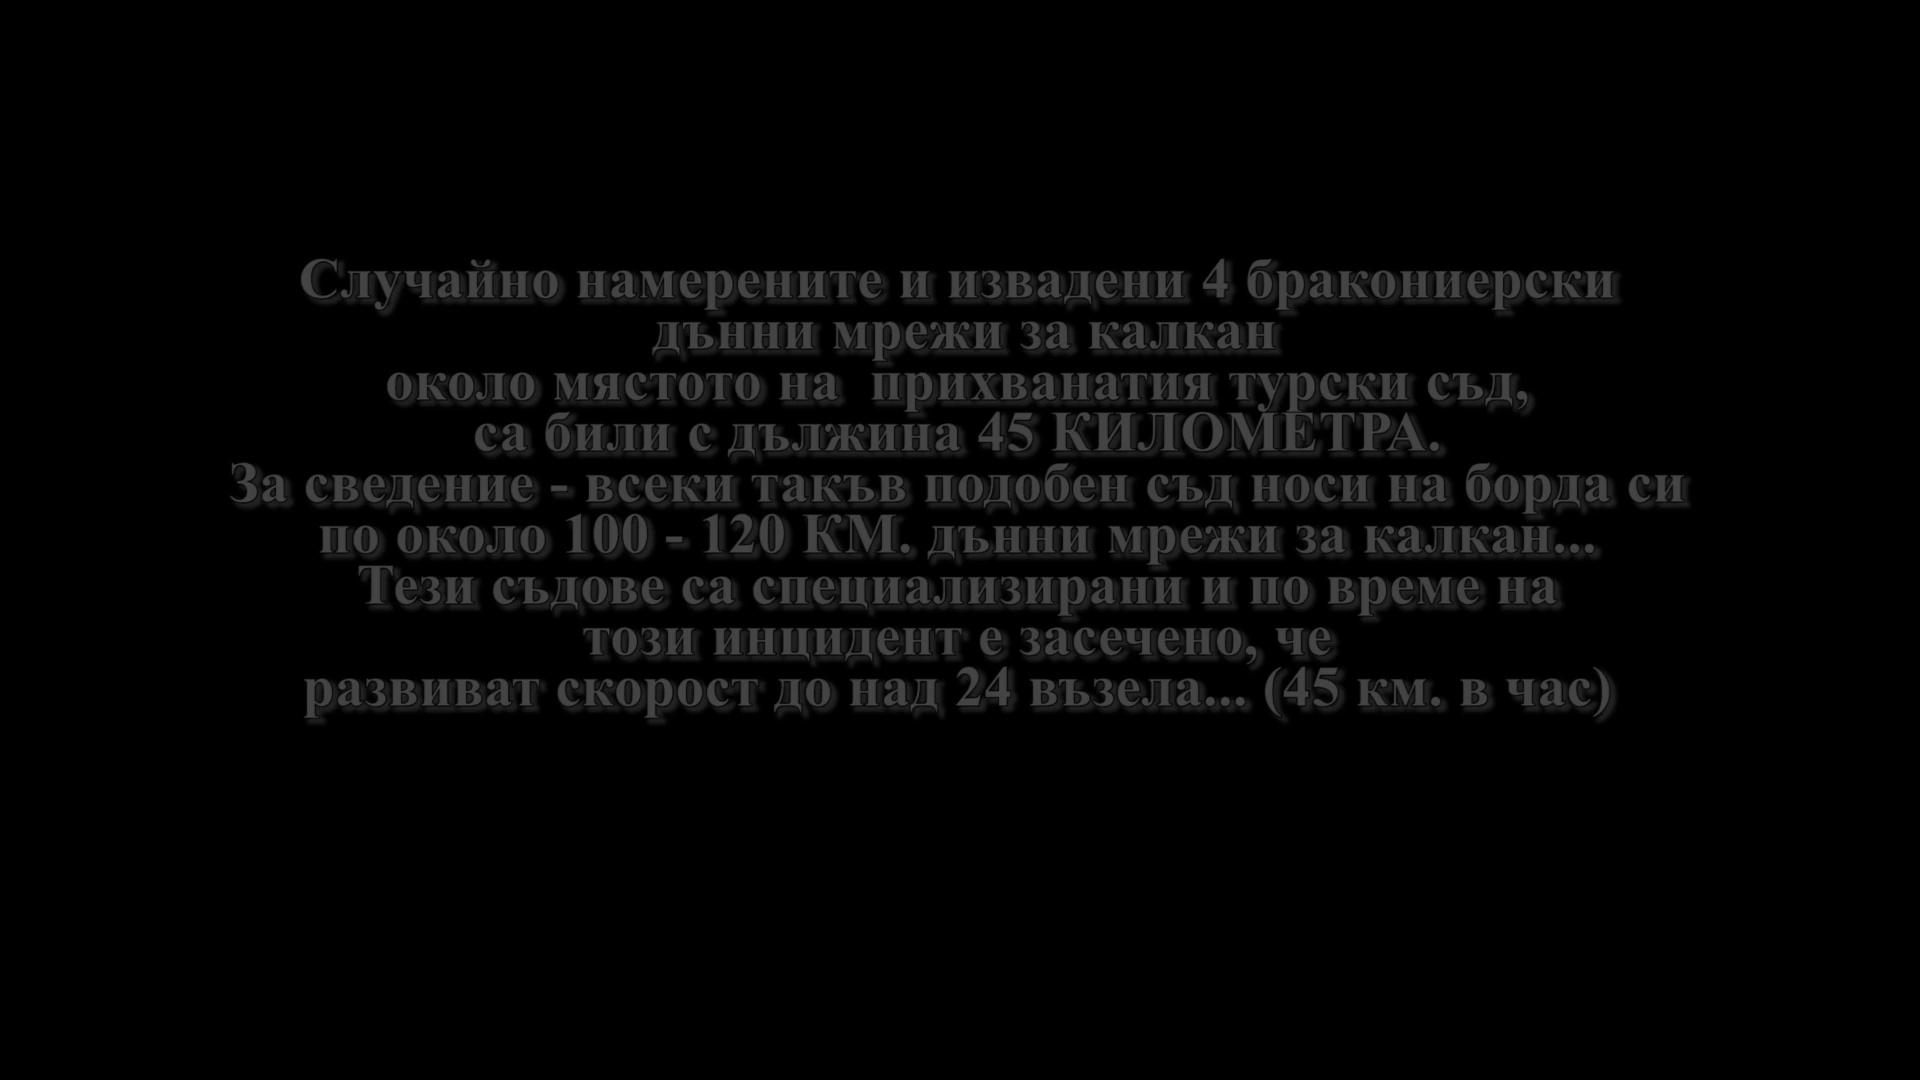 Случайно намерените и извадени 4 бракониерски
дънни мрежи за калкан
около мястото на  прихванатия турски съд,
са били с дължина 45 КИЛОМЕТРА.
За сведение - всеки такъв подобен съд носи на борда си
по около 100 - 120 КМ. дънни мрежи за калкан...
Тези съдове са специализирани и по време на
този инцидент е засечено, че
развиват скорост до над 24 възела... (45 км. в час)